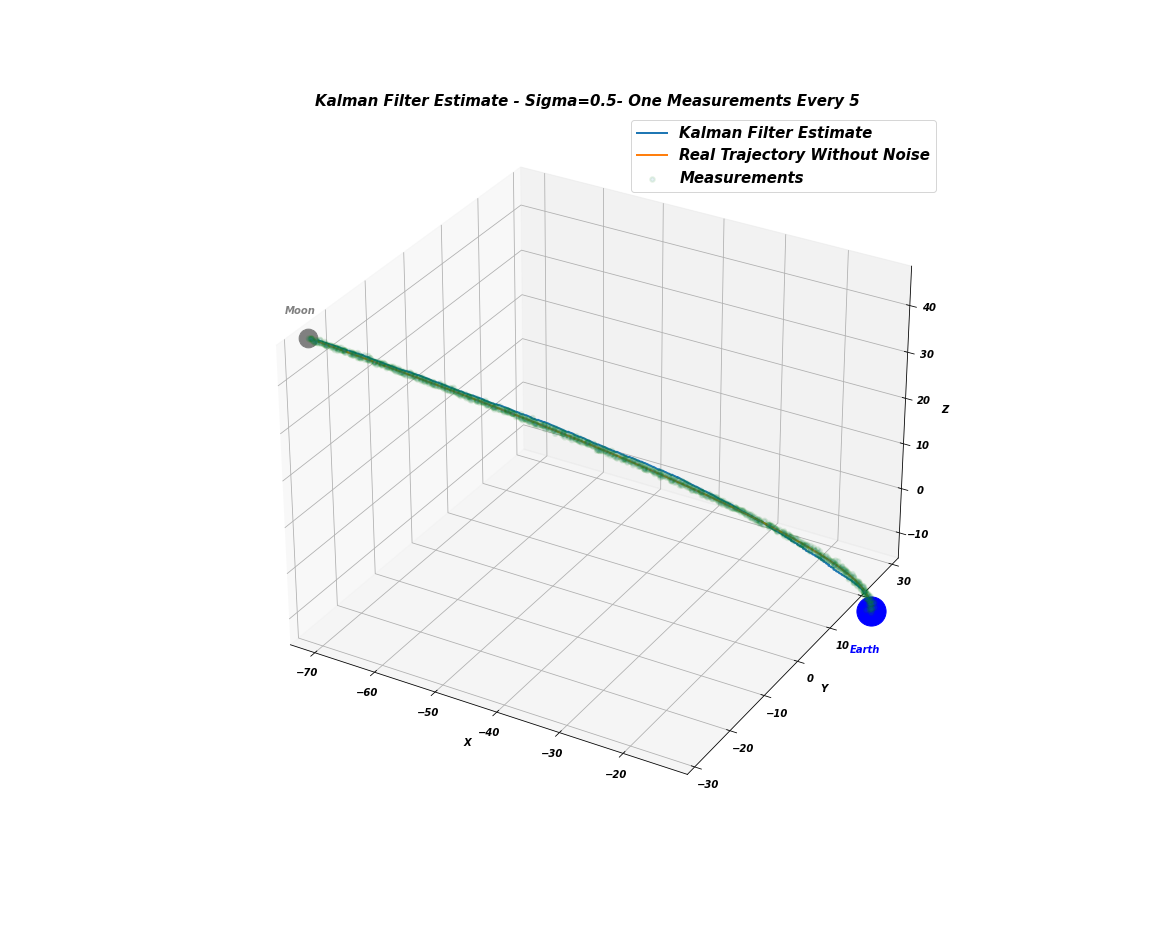 Kalman Filter Estimate - Sigma=0.5- One Measurements Every 5
Kalman Filter Estimate
Real Trajectory Without Noise
Measurements
Moon
40
30
20
Z
10
0
−10
30
10
Earth
0
Y
−10
−20
−30
−70
−60
−50
X
−40
−30
−20